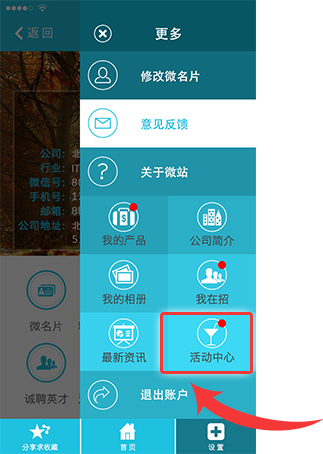 返回
更多
修改微名片
意见反馈
关于微站
公司：北
行业：IT
微信号：88
手机号：1
邮箱：88
公司地址：北
5
我的产品
公司简介
我的相册
我在招
最新资讯
活动中心
微名片
诚聘英才
退出账户
分享求收藏
首页
设置